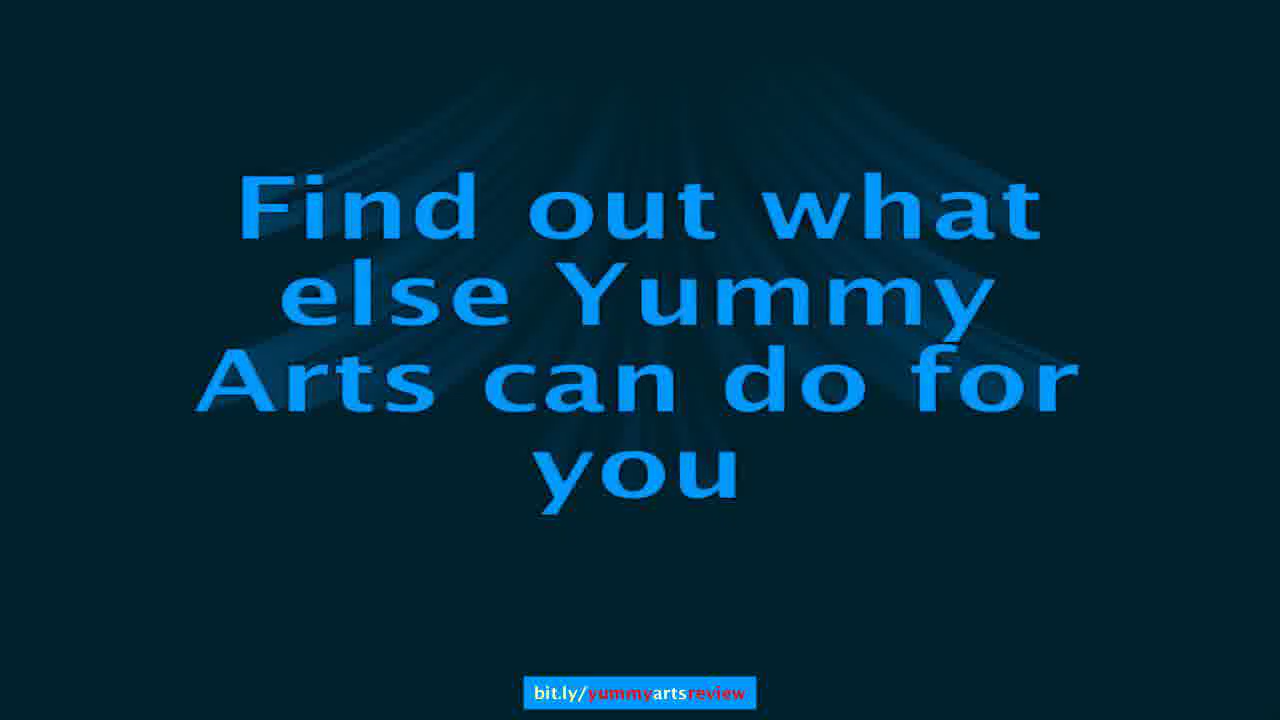 Find out what
else Yummy
Arts can do for
you
bit.ly/yummyartsreview